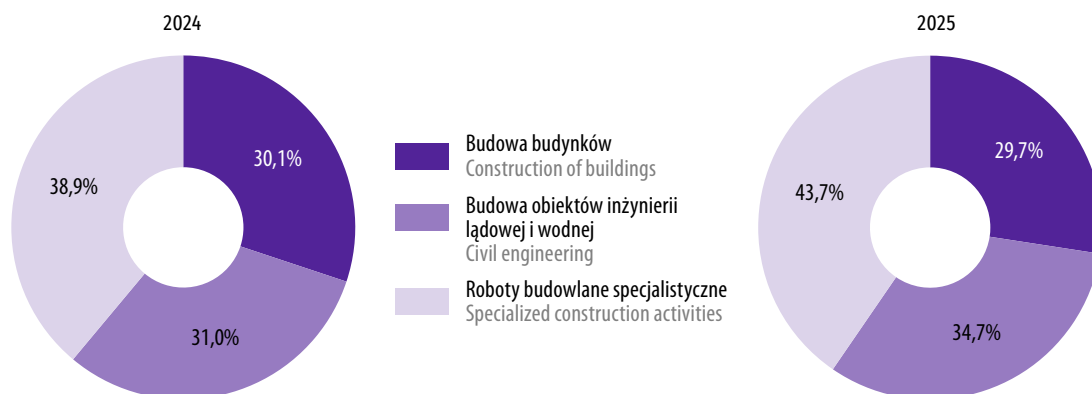 2024
30,1%
31,0%
38,9%
Budowa budynków
Construction of buildings
Budowa obiektów inżynierii
lądowej i wodnej
Civil engineering
Roboty budowlane specjalistyczne
Specialized construction activities
2025
29,7%
34,7%
43,7%